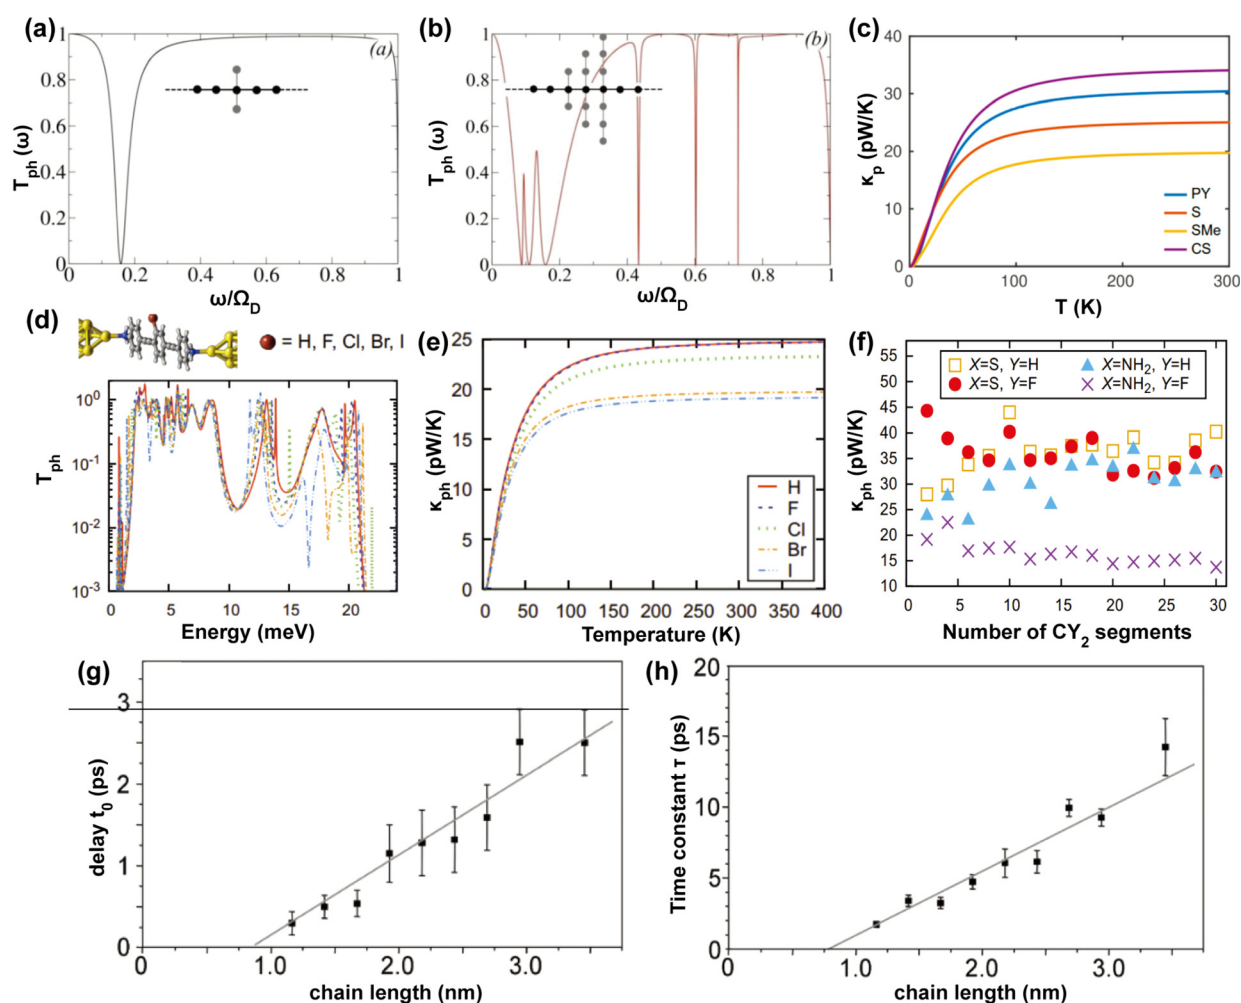 (a)
(a)
1
0.8
0.6
0.4
0.2
0
T_ph (ω)
0
0.2
0.4
0.6
0.8
1
ω/Ω_D
(b)
(b)
1
0.8
0.6
0.4
0.2
0
T_ph (ω)
0
0.2
0.4
0.6
0.8
1
ω/Ω_D
(c)
40
30
20
10
0
κ_p (pW/K)
PY
S
SMe
CS
0
100
200
300
T (K)
(d)
= H, F, Cl, Br, I
10^0
10^-1
10^-2
10^-3
T_ph
0
5
10
15
20
Energy (meV)
(e)
25
20
15
10
5
0
κ_ph (pW/K)
H
F
Cl
Br
I
0
50
100
150
200
250
300
350
400
Temperature (K)
(f)
X=S, Y=H
X=NH_2, Y=H
X=S, Y=F
X=NH_2, Y=F
50
45
40
35
30
25
20
15
10
κ_ph (pW/K)
0
5
10
15
20
25
30
Number of CY_2 segments
(g)
3
2
1
0
delay t_0 (ps)
0
1.0
2.0
3.0
chain length (nm)
(h)
20
15
10
5
0
Time constant τ (ps)
0
1.0
2.0
3.0
chain length (nm)